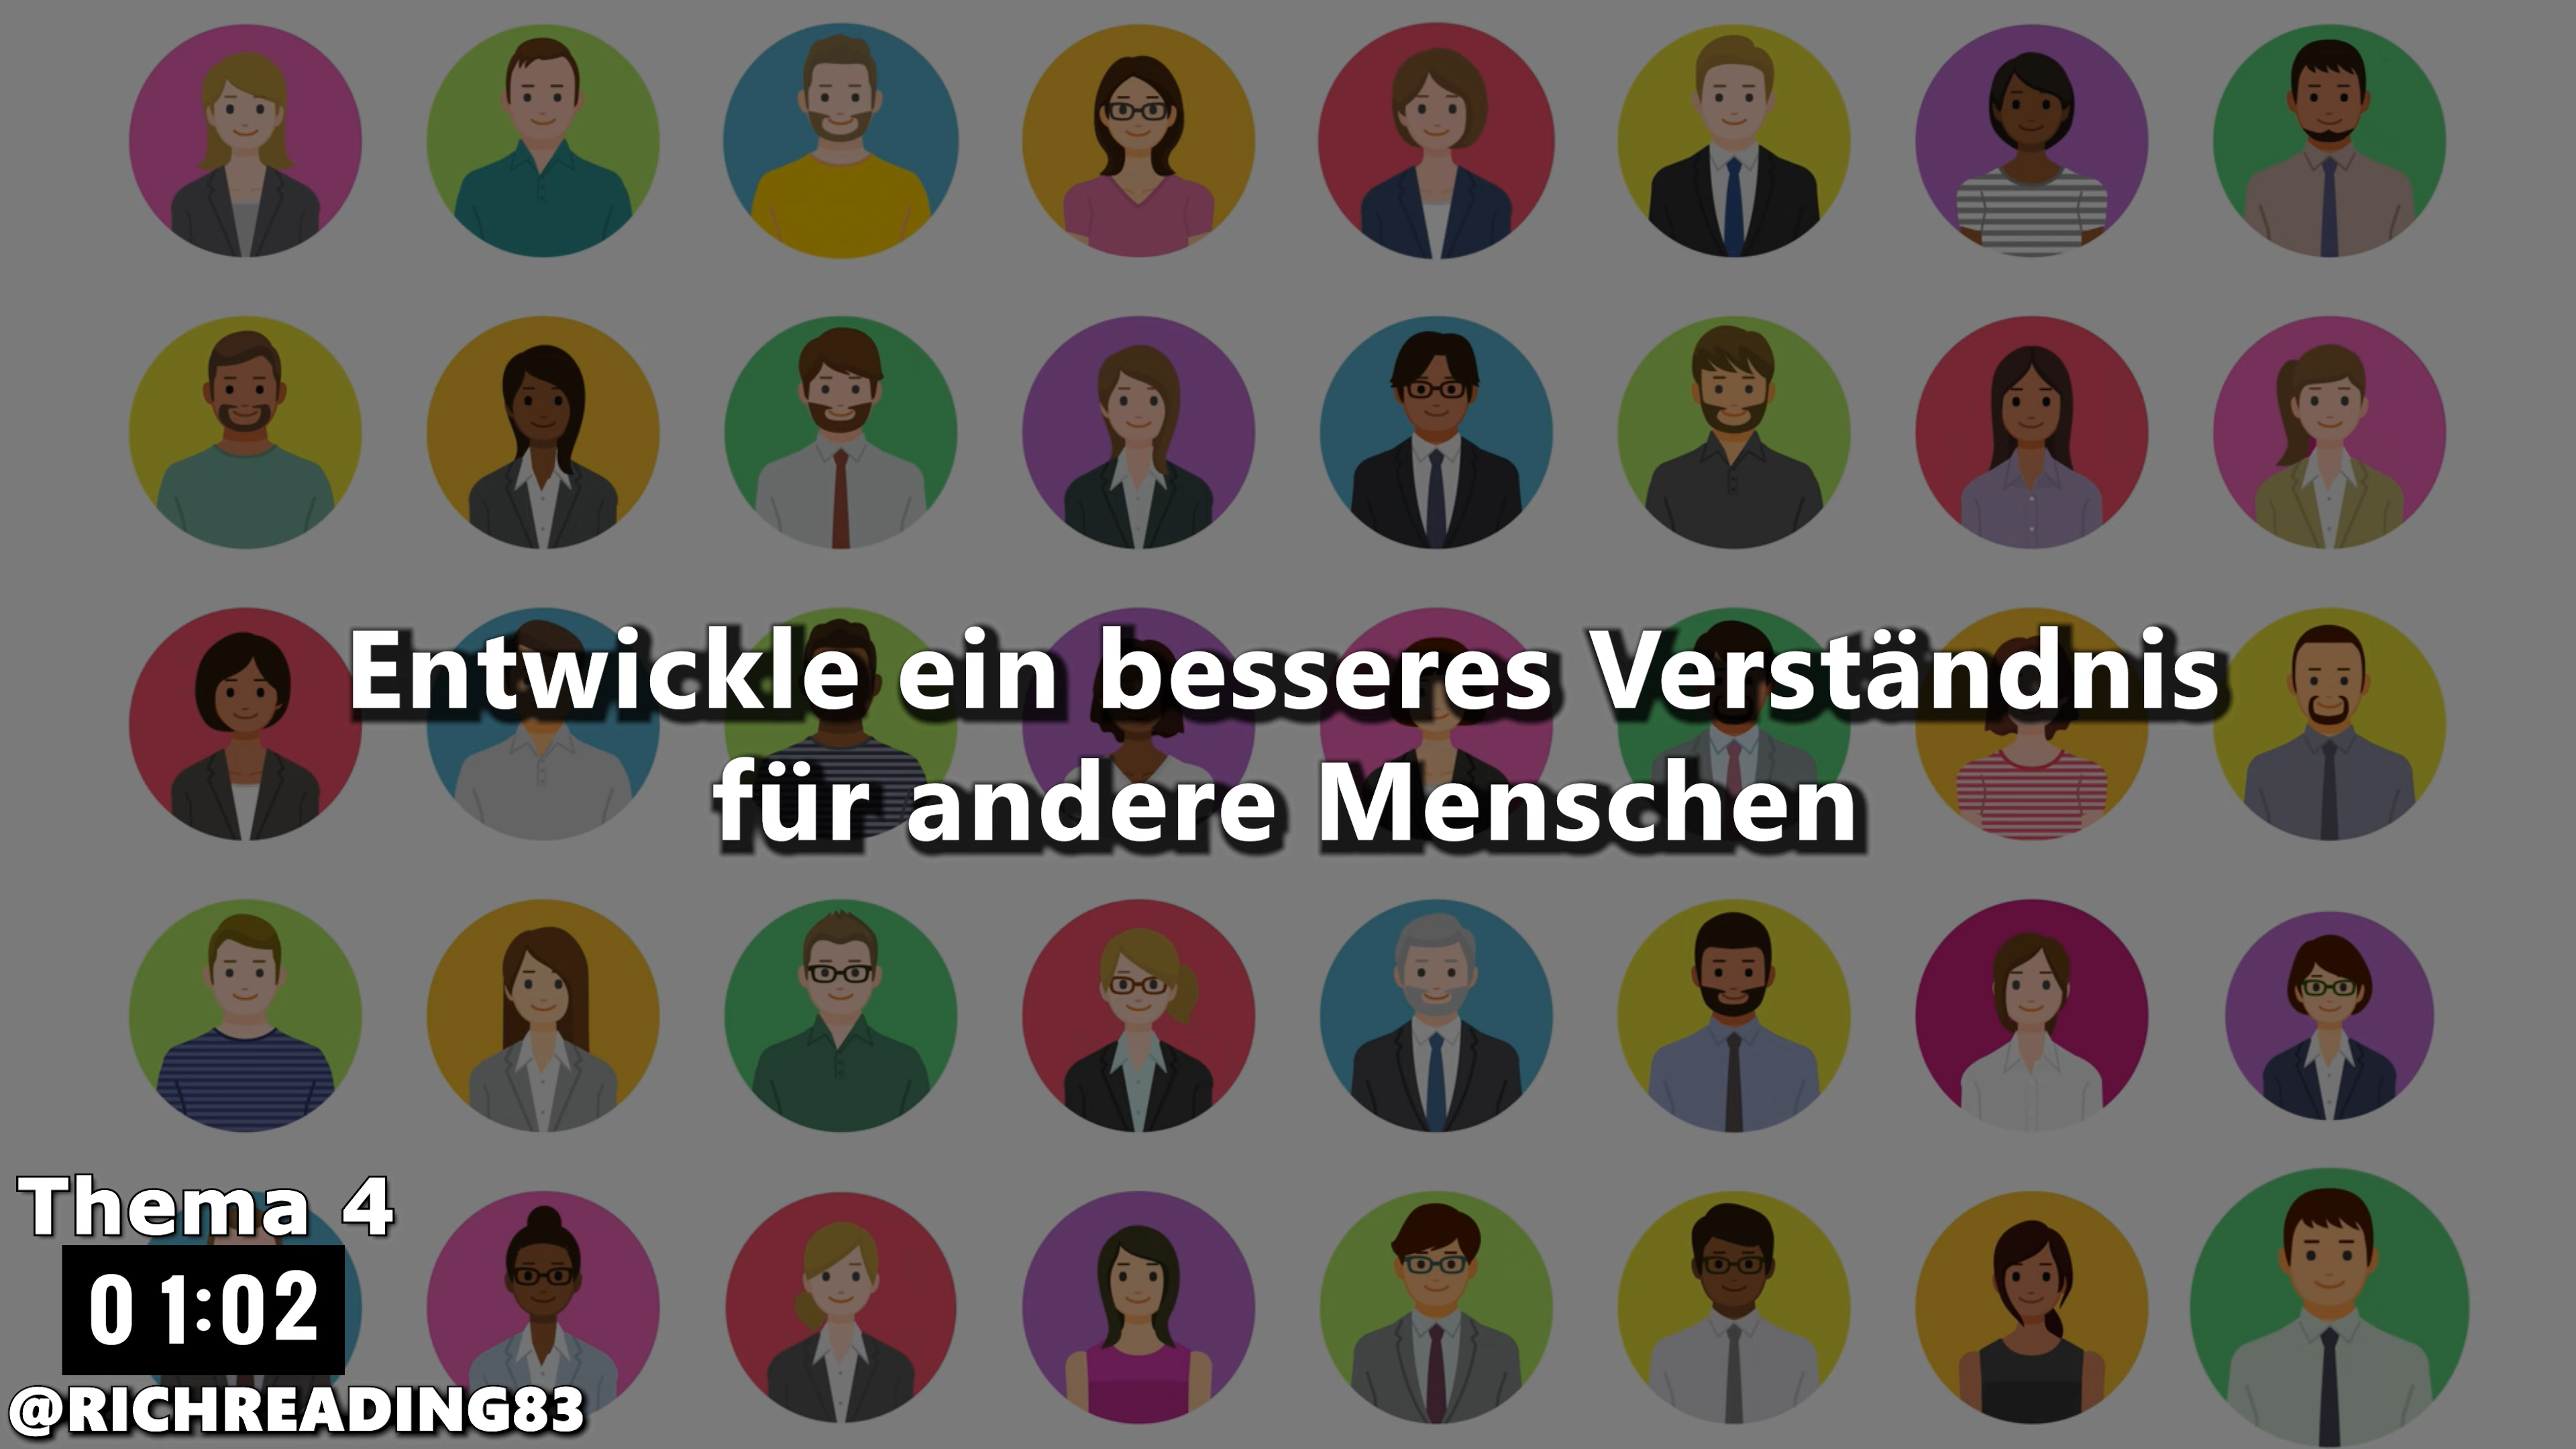 Entwickle ein besseres Verständnis
für andere Menschen
Thema 4
01:02
@RICHREADING83